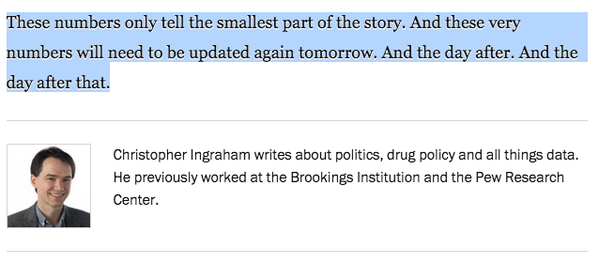 These numbers only tell the smallest part of the story. And these very
numbers will need to be updated again tomorrow. And the day after. And the
day after that.
Christopher Ingraham writes about politics, drug policy and all things data.
He previously worked at the Brookings Institution and the Pew Research
Center.